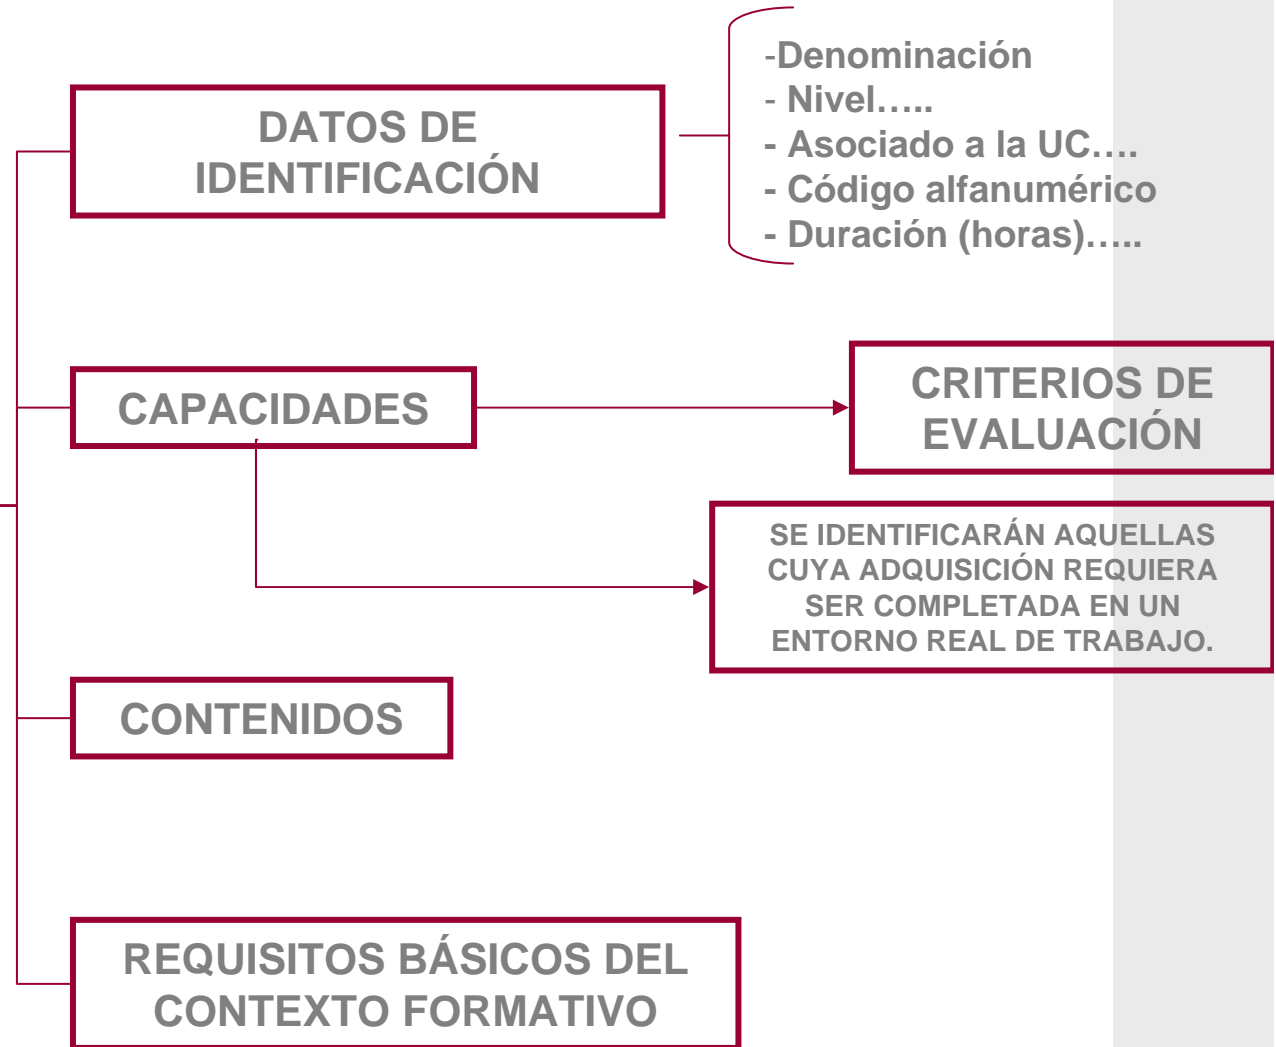 DATOS DE
IDENTIFICACIÓN
-Denominación
- Nivel…..
- Asociado a la UC….
- Código alfanumérico
- Duración (horas)…..
CAPACIDADES
CRITERIOS DE
EVALUACIÓN
SE IDENTIFICARÁN AQUELLAS
CUYA ADQUISICIÓN REQUIERA
SER COMPLETADA EN UN
ENTORNO REAL DE TRABAJO.
CONTENIDOS
REQUISITOS BÁSICOS DEL
CONTEXTO FORMATIVO